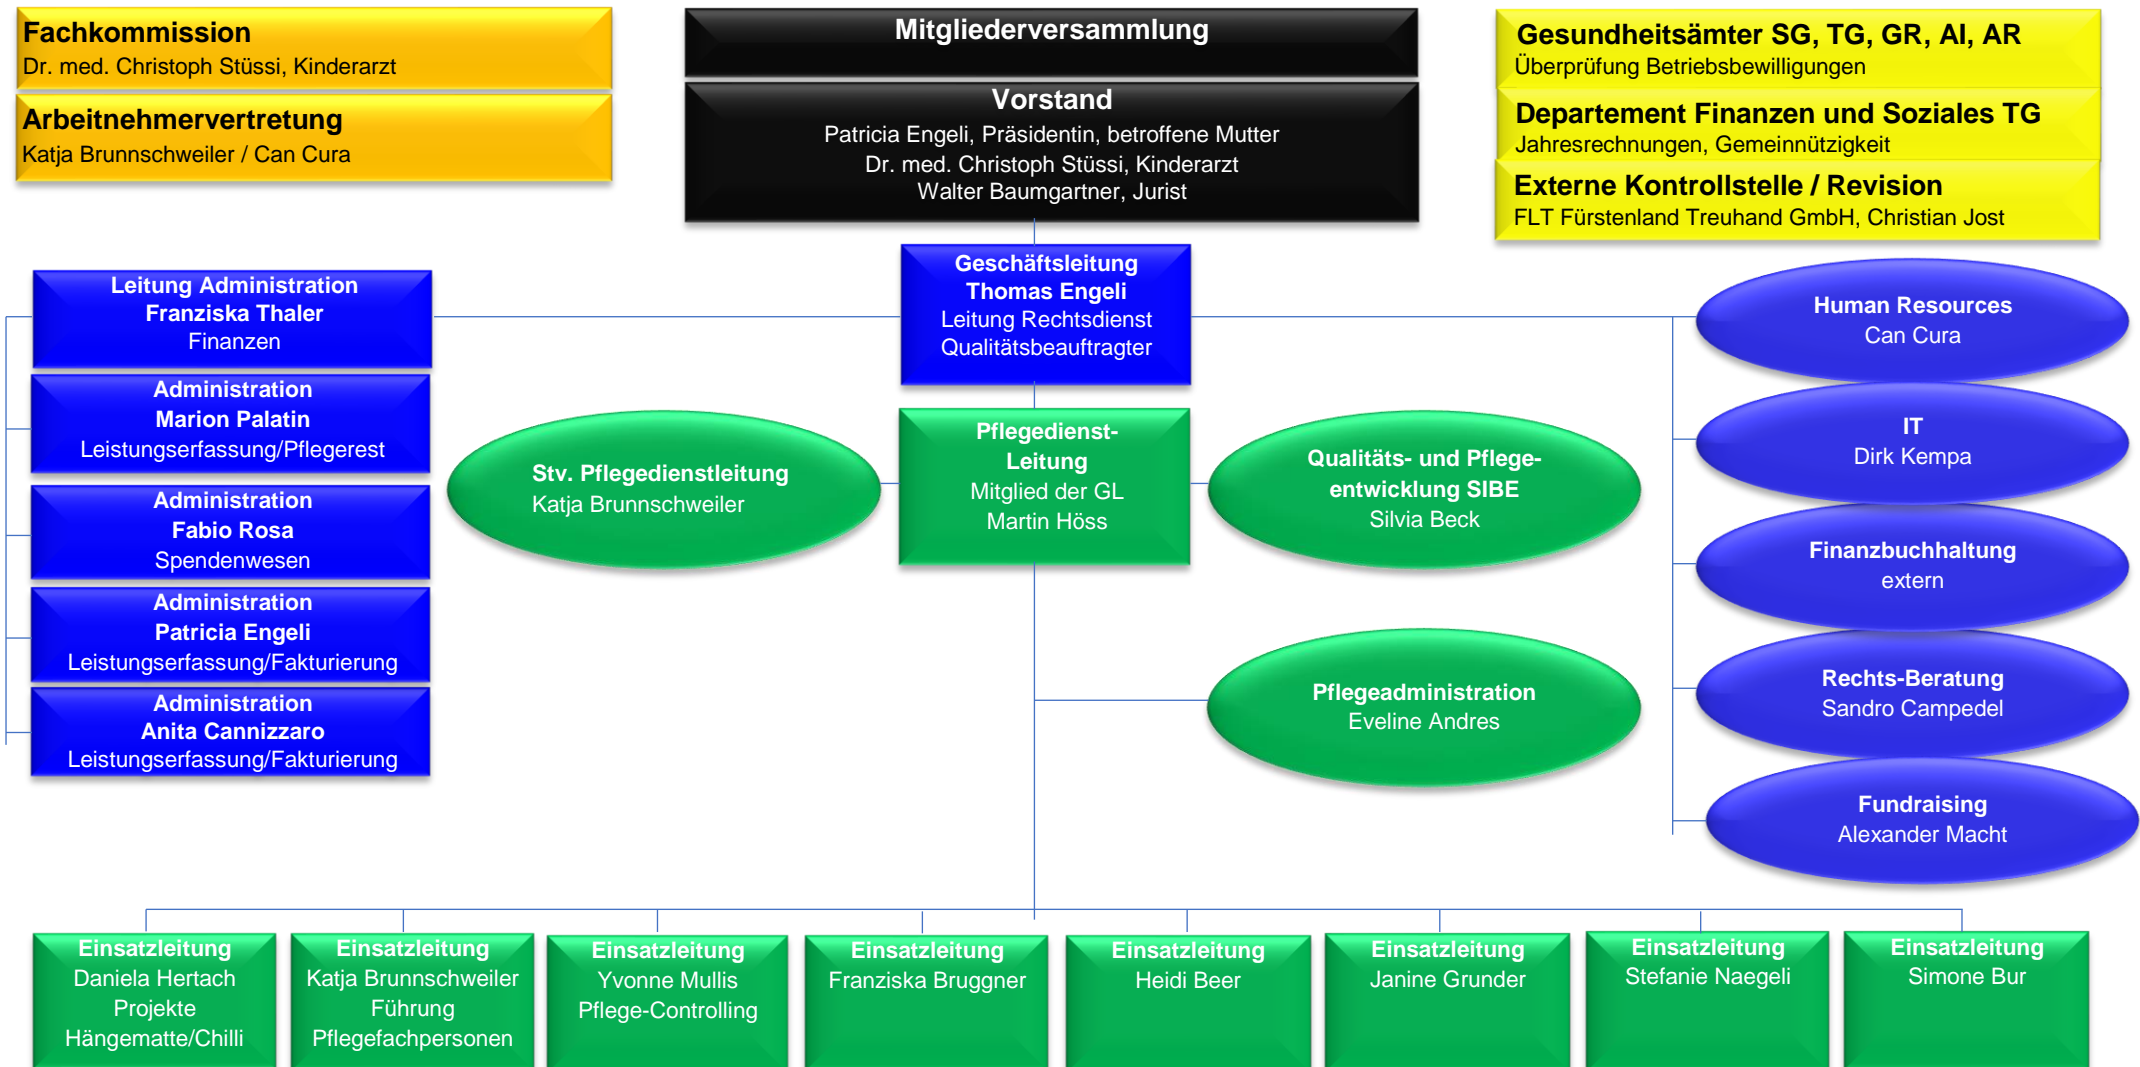 Fachkommission
Dr. med. Christoph Stüssi, Kinderarzt
Arbeitnehmervertretung
Katja Brunnschweiler / Can Cura
Mitgliederversammlung
Vorstand
Patricia Engeli, Präsidentin, betroffene Mutter
Dr. med. Christoph Stüssi, Kinderarzt
Walter Baumgartner, Jurist
Gesundheitsämter SG, TG, GR, AI, AR
Überprüfung Betriebsbewilligungen
Departement Finanzen und Soziales TG
Jahresrechnungen, Gemeinnützigkeit
Externe Kontrollstelle / Revision
FLT Fürstenland Treuhand GmbH, Christian Jost
Geschäftsleitung
Thomas Engeli
Leitung Rechtsdienst
Qualitätsbeauftragter
Leitung Administration
Franziska Thaler
Finanzen
Administration
Marion Palatin
Leistungserfassung/Pflegerest
Administration
Fabio Rosa
Spendenwesen
Administration
Patricia Engeli
Leistungserfassung/Fakturierung
Administration
Anita Cannizzaro
Leistungserfassung/Fakturierung
Stv. Pflegedienstleitung
Katja Brunnschweiler
Pflegedienst-
Leitung
Mitglied der GL
Martin Höss
Qualitäts- und Pflege-
entwicklung SIBE
Silvia Beck
Pflegeadministration
Eveline Andres
Human Resources
Can Cura
IT
Dirk Kempa
Finanzbuchhaltung
extern
Rechts-Beratung
Sandro Campedel
Fundraising
Alexander Macht
Einsatzleitung
Daniela Hertach
Projekte
Hängematte/Chilli
Einsatzleitung
Katja Brunnschweiler
Führung
Pflegefachpersonen
Einsatzleitung
Yvonne Mullis
Pflege-Controlling
Einsatzleitung
Franziska Bruggner
Einsatzleitung
Heidi Beer
Einsatzleitung
Janine Grunder
Einsatzleitung
Stefanie Naegeli
Einsatzleitung
Simone Bur